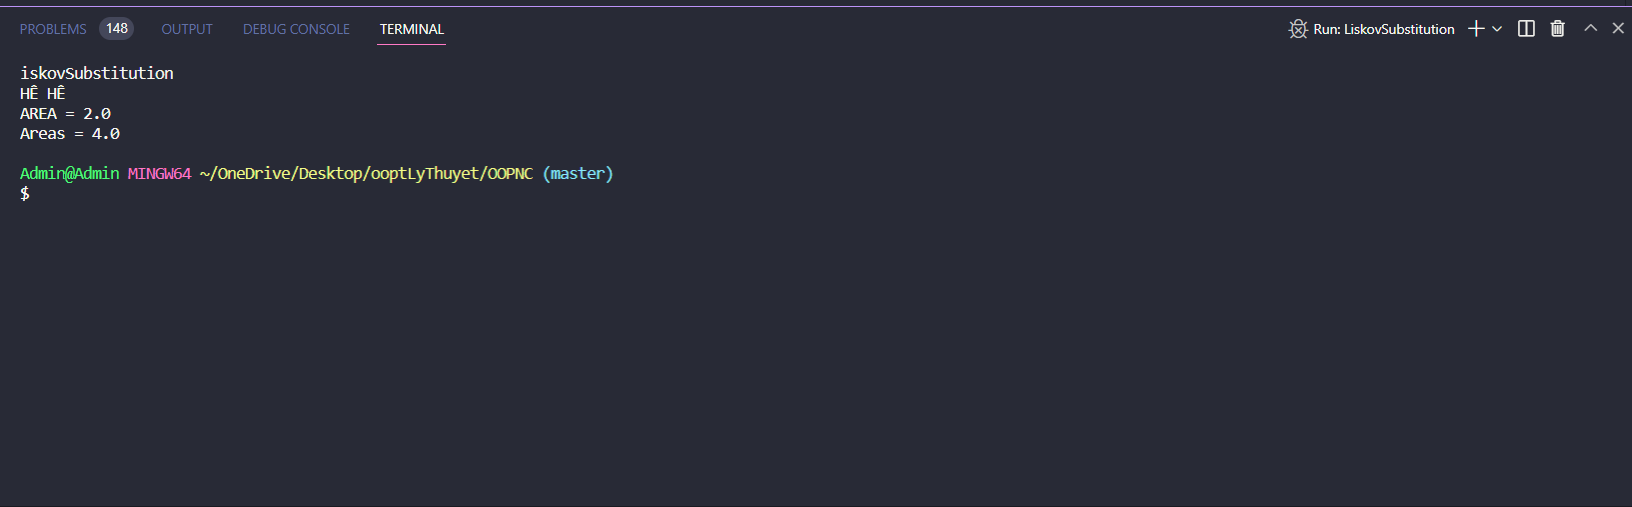 PROBLEMS 148 OUTPUT DEBUG CONSOLE TERMINAL Run: LiskovSubstitution
iskovSubstitution
HÊ HÊ
AREA = 2.0
Areas = 4.0
Admin@Admin MINGW64 ~/OneDrive/Desktop/ooptLyThuyet/OOPNC (master)
$